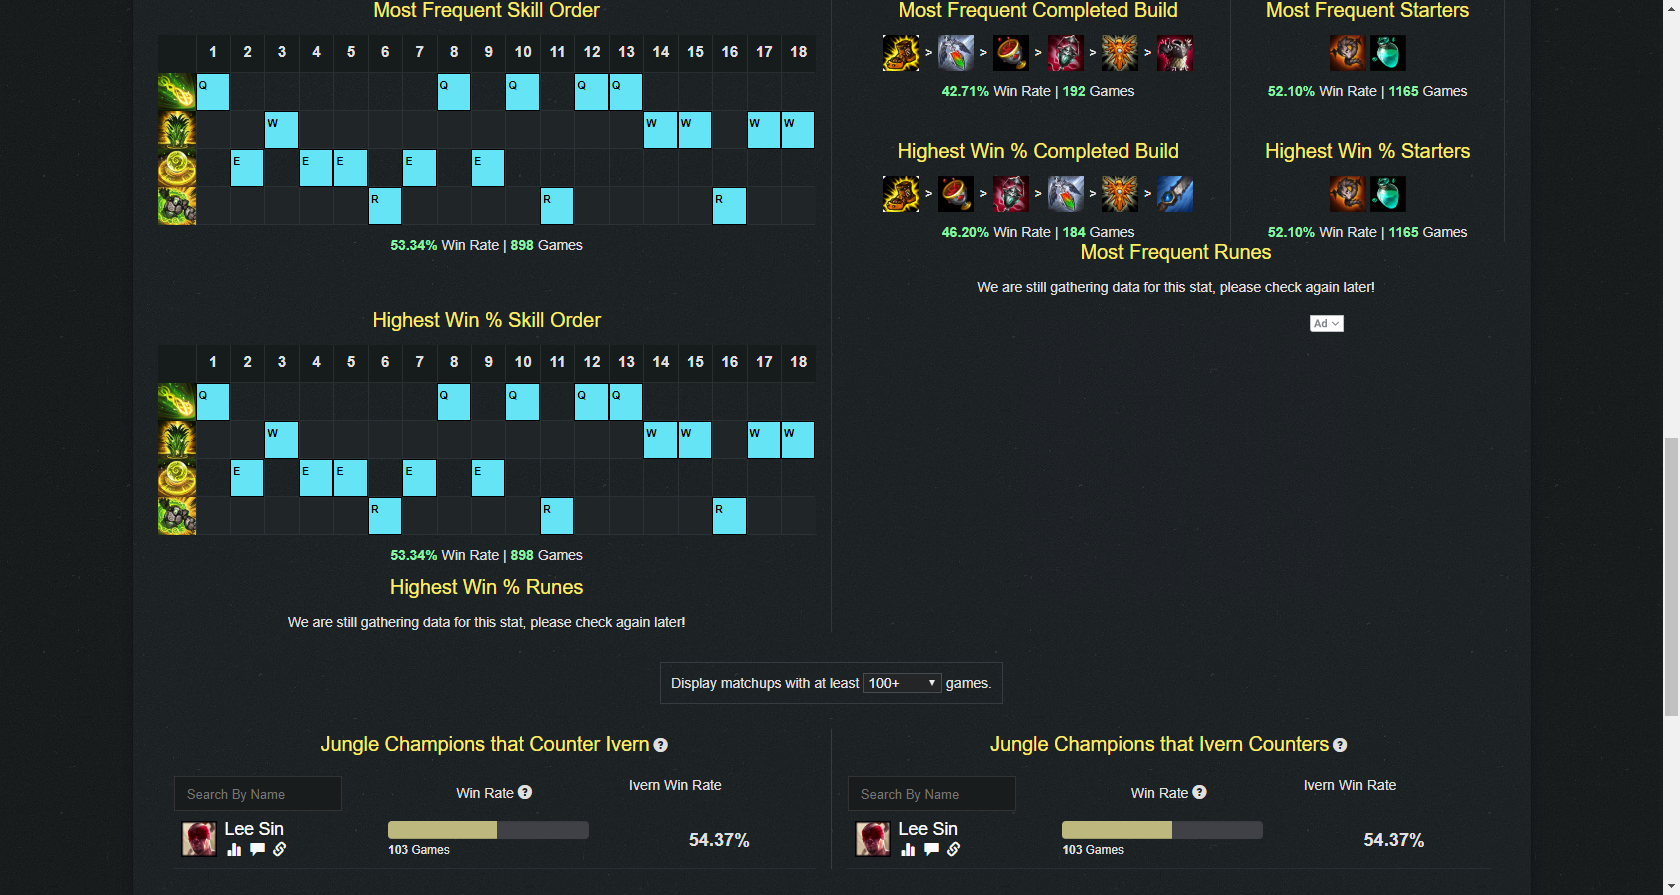 Most Frequent Skill Order
1 2 3 4 5 6 7 8 9 10 11 12 13 14 15 16 17 18
Q Q Q Q Q
W W W W W
E E E E E
R R R
53.34% Win Rate | 898 Games
Highest Win % Skill Order
1 2 3 4 5 6 7 8 9 10 11 12 13 14 15 16 17 18
Q Q Q Q Q
W W W W W
E E E E E
R R R
53.34% Win Rate | 898 Games
Highest Win % Runes
We are still gathering data for this stat, please check again later!
Most Frequent Completed Build
> > > > >
42.71% Win Rate | 192 Games
Highest Win % Completed Build
> > > > >
46.20% Win Rate | 184 Games
Most Frequent Starters
52.10% Win Rate | 1165 Games
Highest Win % Starters
52.10% Win Rate | 1165 Games
Most Frequent Runes
We are still gathering data for this stat, please check again later!
Ad
Display matchups with at least 100+ games.
Jungle Champions that Counter Ivern ?
Search By Name
Win Rate ?
Ivern Win Rate
Lee Sin
103 Games
54.37%
Jungle Champions that Ivern Counters ?
Search By Name
Win Rate ?
Ivern Win Rate
Lee Sin
103 Games
54.37%